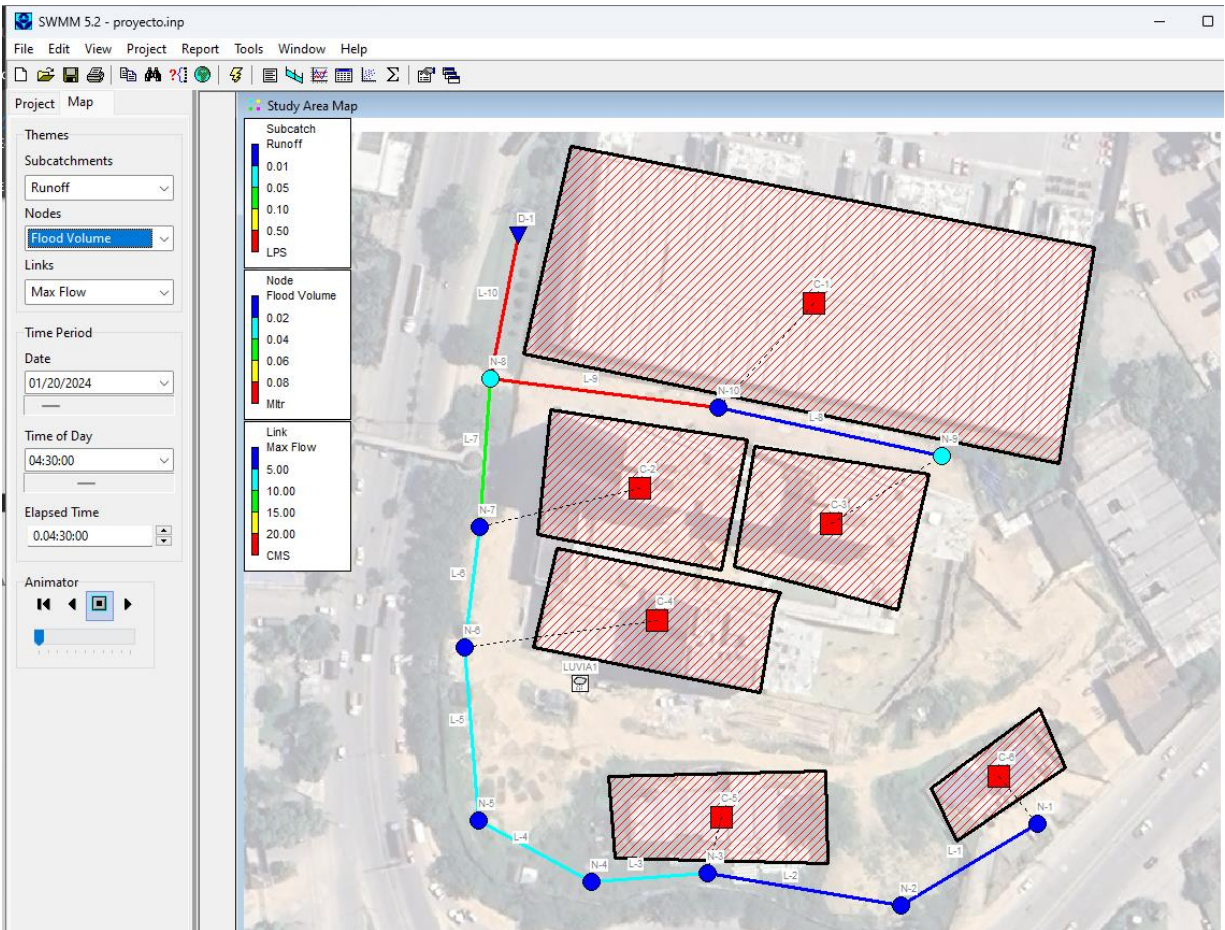 SWMM 5.2 - proyecto.inp
File Edit View Project Report Tools Window Help
Project Map
Study Area Map
Themes
Subcatchments
Runoff
Nodes
Flood Volume
Links
Max Flow
Time Period
Date
01/20/2024
Time of Day
04:30:00
Elapsed Time
0.04:30:00
Animator
Subcatch
Runoff
0.01
0.05
0.10
0.50
LPS
Node
Flood Volume
0.02
0.04
0.06
0.08
Mltr
Link
Max Flow
5.00
10.00
15.00
20.00
CMS
D-1
C-1
L-10
N-8
L-9
N-10
L-8
N-9
L-7
C-2
C-3
N-7
L-6
C-4
N-6
LUVIA1
L-5
C-6
N-5
C-5
N-1
L-4
L-1
N-4
L-3
N-3
L-2
N-2